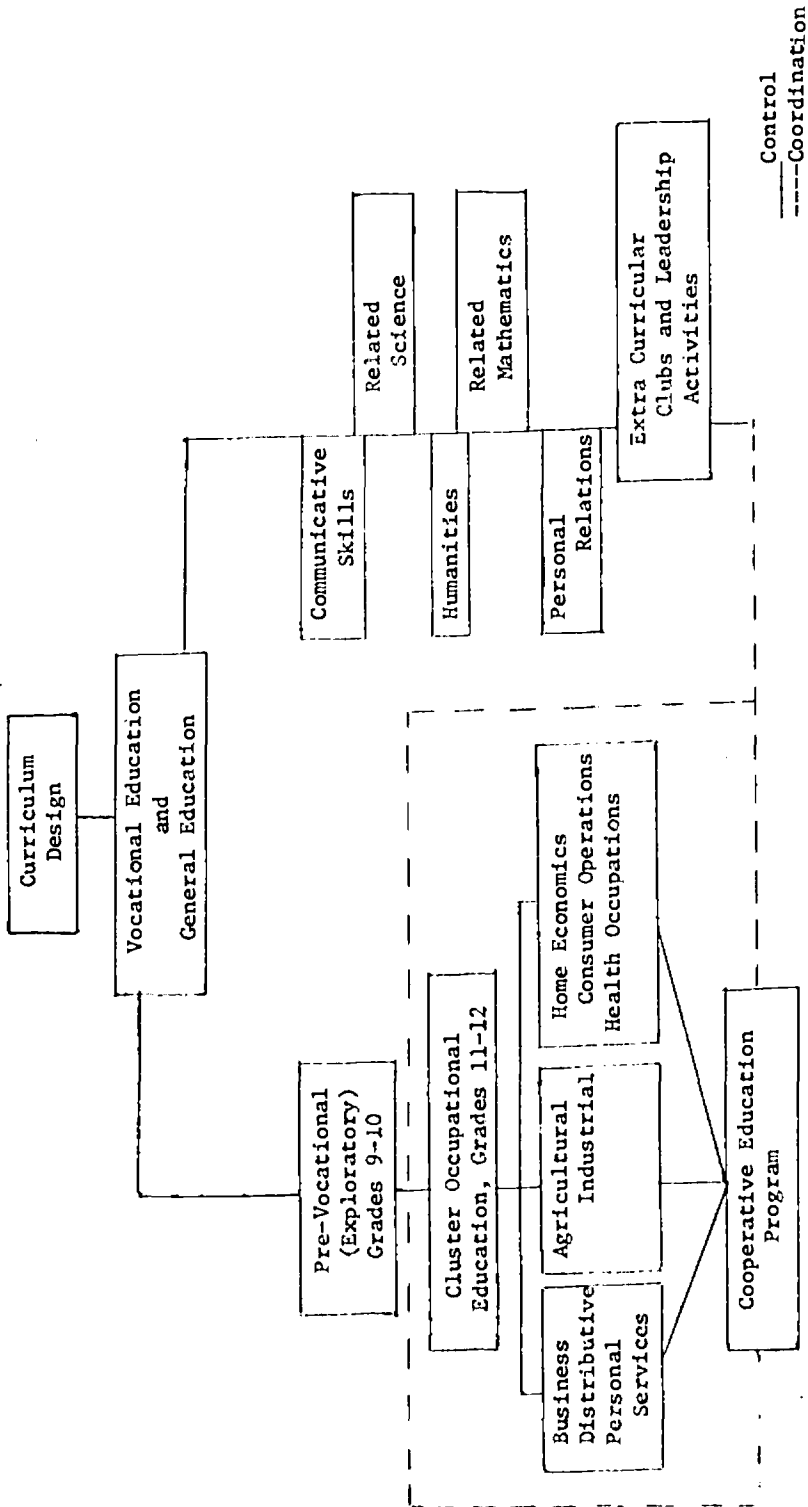 Curriculum
Design
Vocational Education
and
General Education
Pre-Vocational
(Exploratory)
Grades 9-10
Cluster Occupational
Education, Grades 11-12
Business
Distributive
Personal
Services
Agricultural
Industrial
Home Economics
Consumer Operations
Health Occupations
Cooperative Education
Program
Communicative
Skills
Related
Science
Humanities
Related
Mathematics
Personal
Relations
Extra Curricular
Clubs and Leadership
Activities
Control
----Coordination